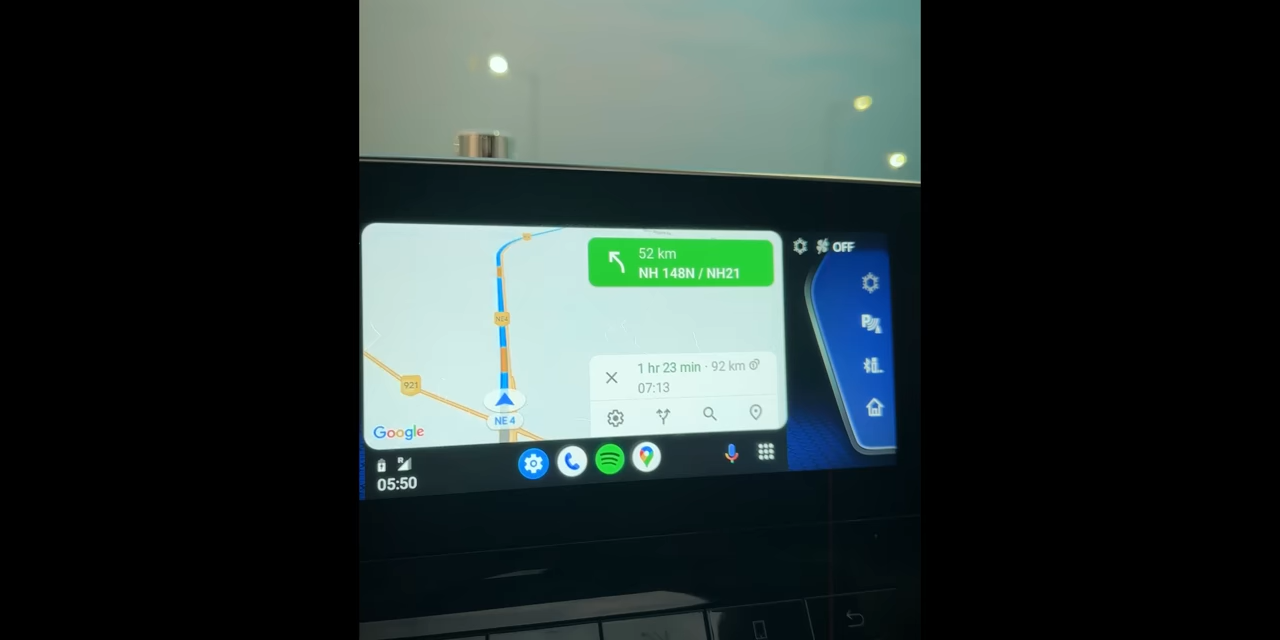 52 km
NH 148N / NH21
OFF
NE4
1 hr 23 min · 92 km
07:13
921
NE 4
Google
R
05:50